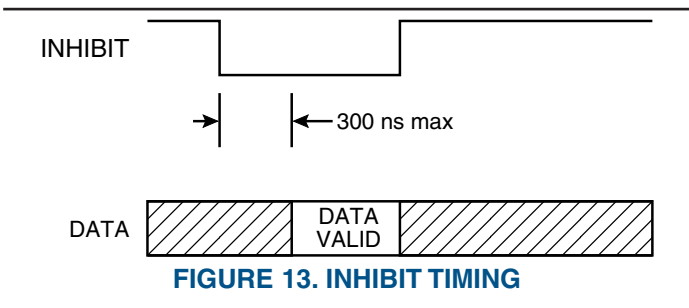 INHIBIT
300 ns max
DATA
DATA
VALID
FIGURE 13. INHIBIT TIMING